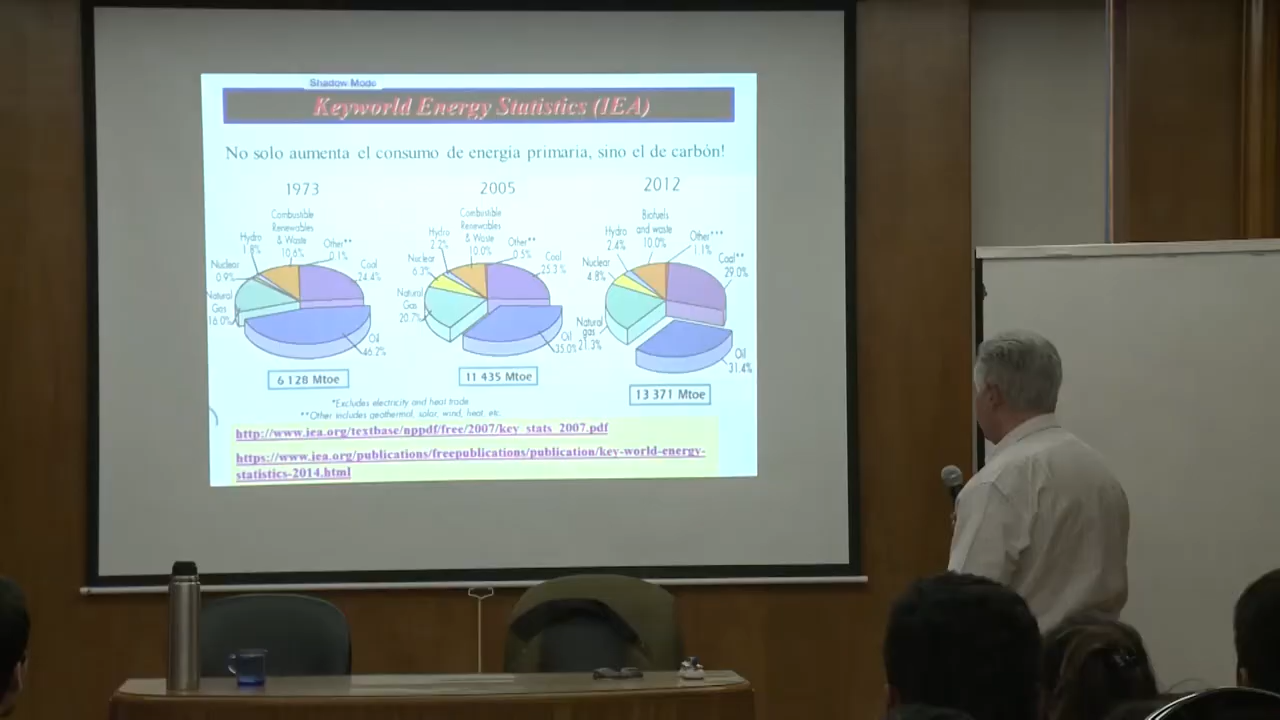 Shadow Mode
Keyworld Energy Statistics (IEA)
No solo aumenta el consumo de energía primaria, sino el de carbón!
1973
2005
2012
Hydro
1.8%
Combustible
Renewables
& Waste
10.6%
Other**
0.1%
Nuclear
0.9%
Coal
24.4%
Natural
Gas
16.0%
Oil
46.2%
6 128 Mtoe
Hydro
2.2%
Combustible
Renewables
& Waste
10.0%
Other**
0.5%
Nuclear
6.3%
Coal
25.3%
Natural
Gas
20.7%
Oil
35.0%
11 435 Mtoe
Hydro
2.4%
Biofuels
and waste
10.0%
Other***
1.1%
Nuclear
4.8%
Coal**
29.0%
Natural
gas
21.3%
Oil
31.4%
13 371 Mtoe
*Excludes electricity and heat trade
**Other includes geothermal, solar, wind, heat, etc.
http://www.iea.org/textbase/nppdf/free/2007/key_stats_2007.pdf
https://www.iea.org/publications/freepublications/publication/key-world-energy-
statistics-2014.html